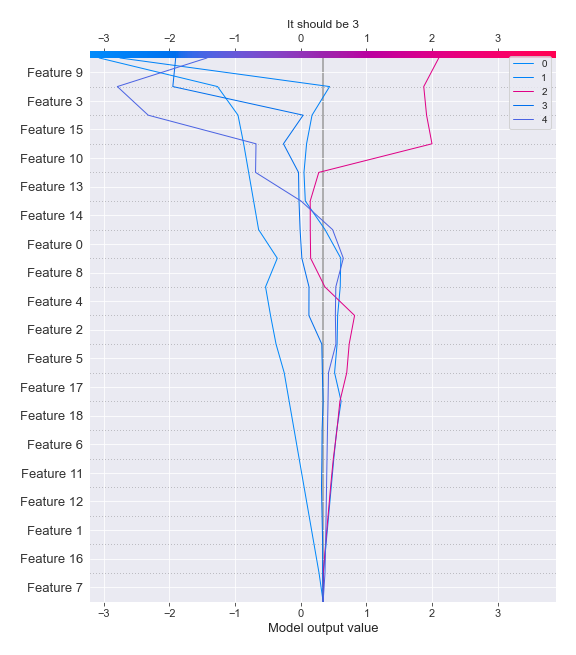 It should be 3
−3 −2 −1 0 1 2 3
0
1
2
3
4
Feature 9
Feature 3
Feature 15
Feature 10
Feature 13
Feature 14
Feature 0
Feature 8
Feature 4
Feature 2
Feature 5
Feature 17
Feature 18
Feature 6
Feature 11
Feature 12
Feature 1
Feature 16
Feature 7
−3 −2 −1 0 1 2 3
Model output value